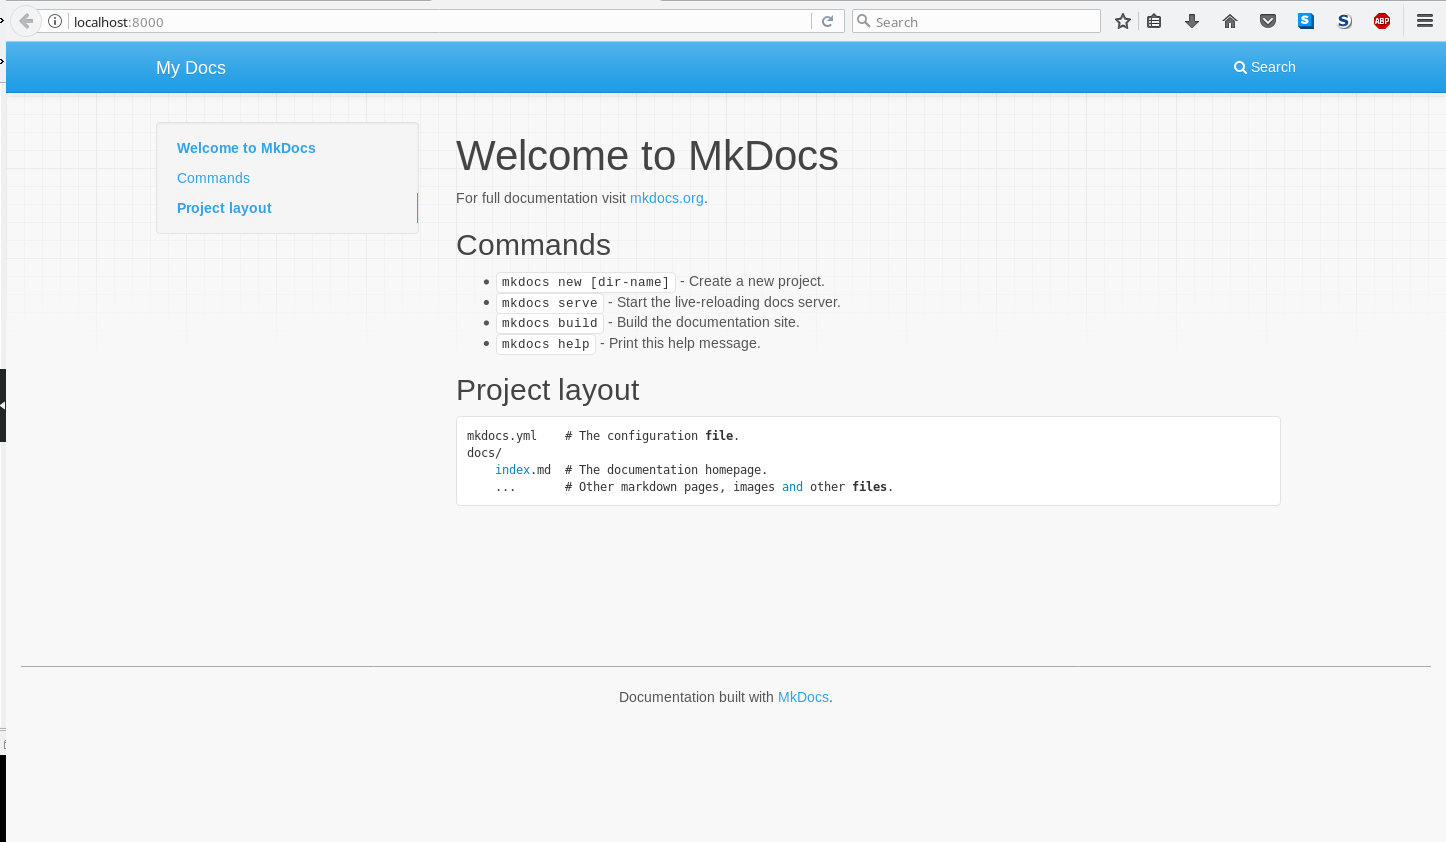 localhost:8000
Search
S
S
ABP
My Docs
Search
Welcome to MkDocs
Commands
Project layout
Welcome to MkDocs
For full documentation visit mkdocs.org.
Commands
mkdocs new [dir-name] - Create a new project.
mkdocs serve - Start the live-reloading docs server.
mkdocs build - Build the documentation site.
mkdocs help - Print this help message.
Project layout
mkdocs.yml    # The configuration file.
docs/
    index.md  # The documentation homepage.
    ...       # Other markdown pages, images and other files.
Documentation built with MkDocs.